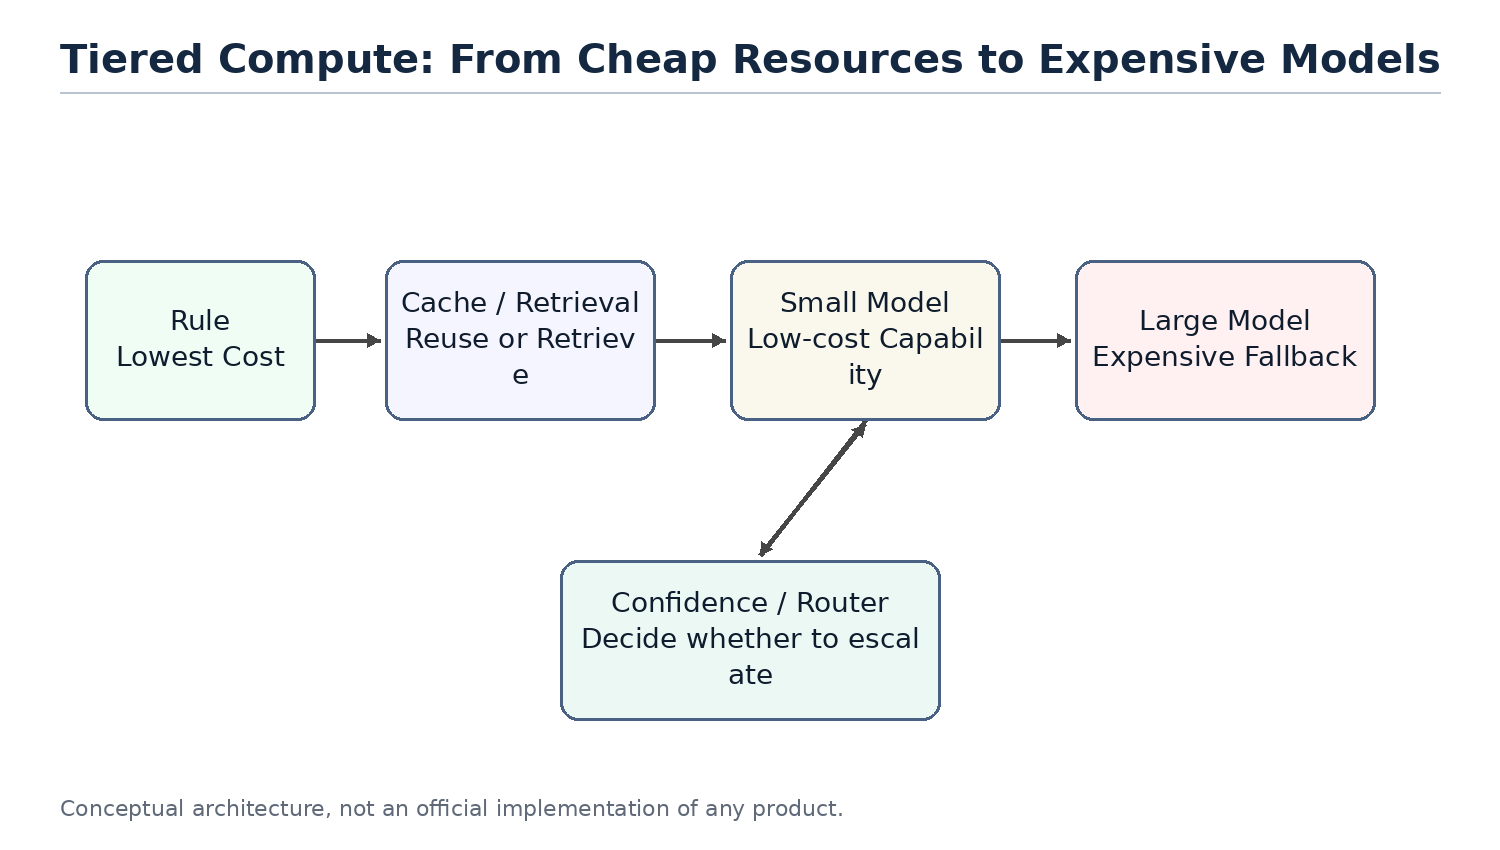 Tiered Compute: From Cheap Resources to Expensive Models
Rule
Lowest Cost
Cache / Retrieval
Reuse or Retriev
e
Small Model
Low-cost Capabil
ity
Large Model
Expensive Fallback
Confidence / Router
Decide whether to escal
ate
Conceptual architecture, not an official implementation of any product.